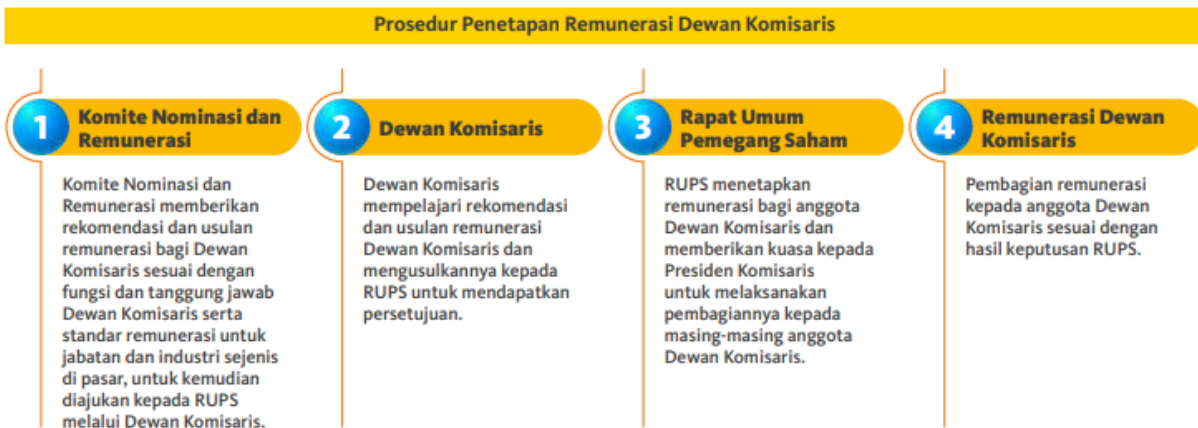 Prosedur Penetapan Remunerasi Dewan Komisaris
1
Komite Nominasi dan
Remunerasi
Komite Nominasi dan
Remunerasi memberikan
rekomendasi dan usulan
remunerasi bagi Dewan
Komisaris sesuai dengan
fungsi dan tanggung jawab
Dewan Komisaris serta
standar remunerasi untuk
jabatan dan industri sejenis
di pasar, untuk kemudian
diajukan kepada RUPS
melalui Dewan Komisaris.
2
Dewan Komisaris
Dewan Komisaris
mempelajari rekomendasi
dan usulan remunerasi
Dewan Komisaris dan
mengusulkannya kepada
RUPS untuk mendapatkan
persetujuan.
3
Rapat Umum
Pemegang Saham
RUPS menetapkan
remunerasi bagi anggota
Dewan Komisaris dan
memberikan kuasa kepada
Presiden Komisaris
untuk melaksanakan
pembagiannya kepada
masing-masing anggota
Dewan Komisaris.
4
Remunerasi Dewan
Komisaris
Pembagian remunerasi
kepada anggota Dewan
Komisaris sesuai dengan
hasil keputusan RUPS.